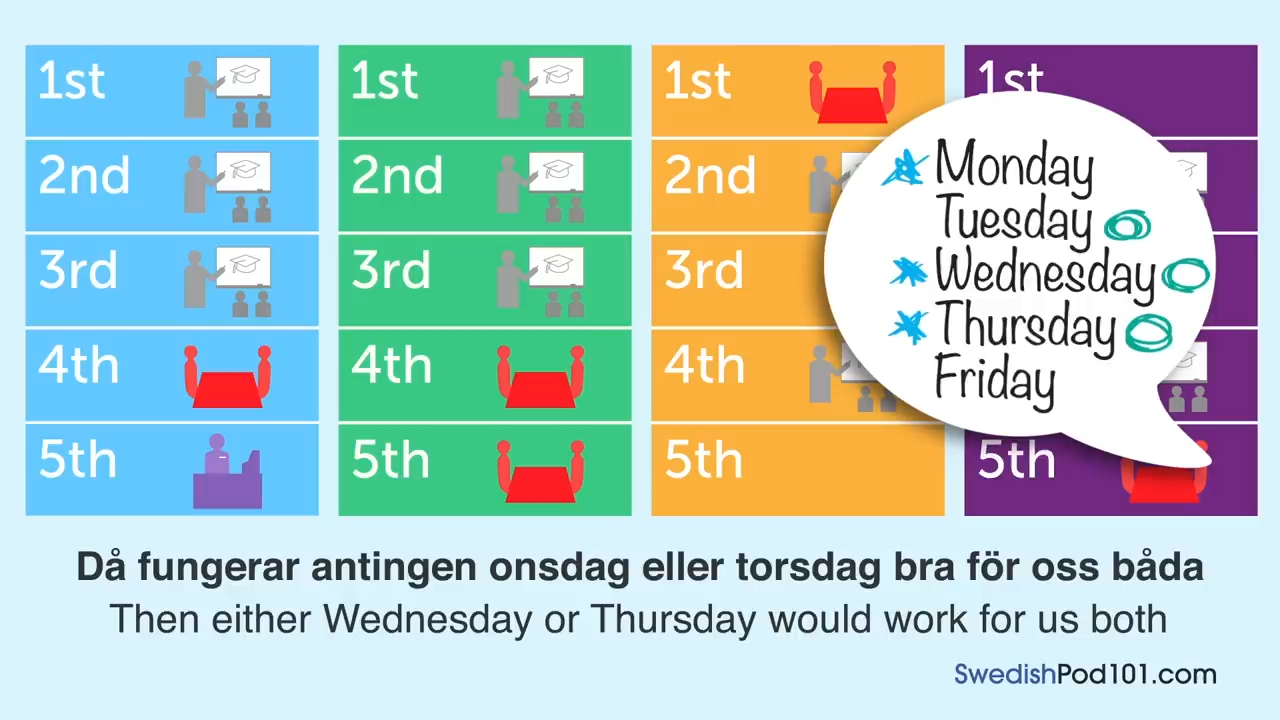 1st
2nd
3rd
4th
5th
1st
2nd
3rd
4th
5th
1st
2nd
3rd
4th
5th
1st
5th
Monday
Tuesday
Wednesday
Thursday
Friday
Då fungerar antingen onsdag eller torsdag bra för oss båda
Then either Wednesday or Thursday would work for us both
SwedishPod101.com